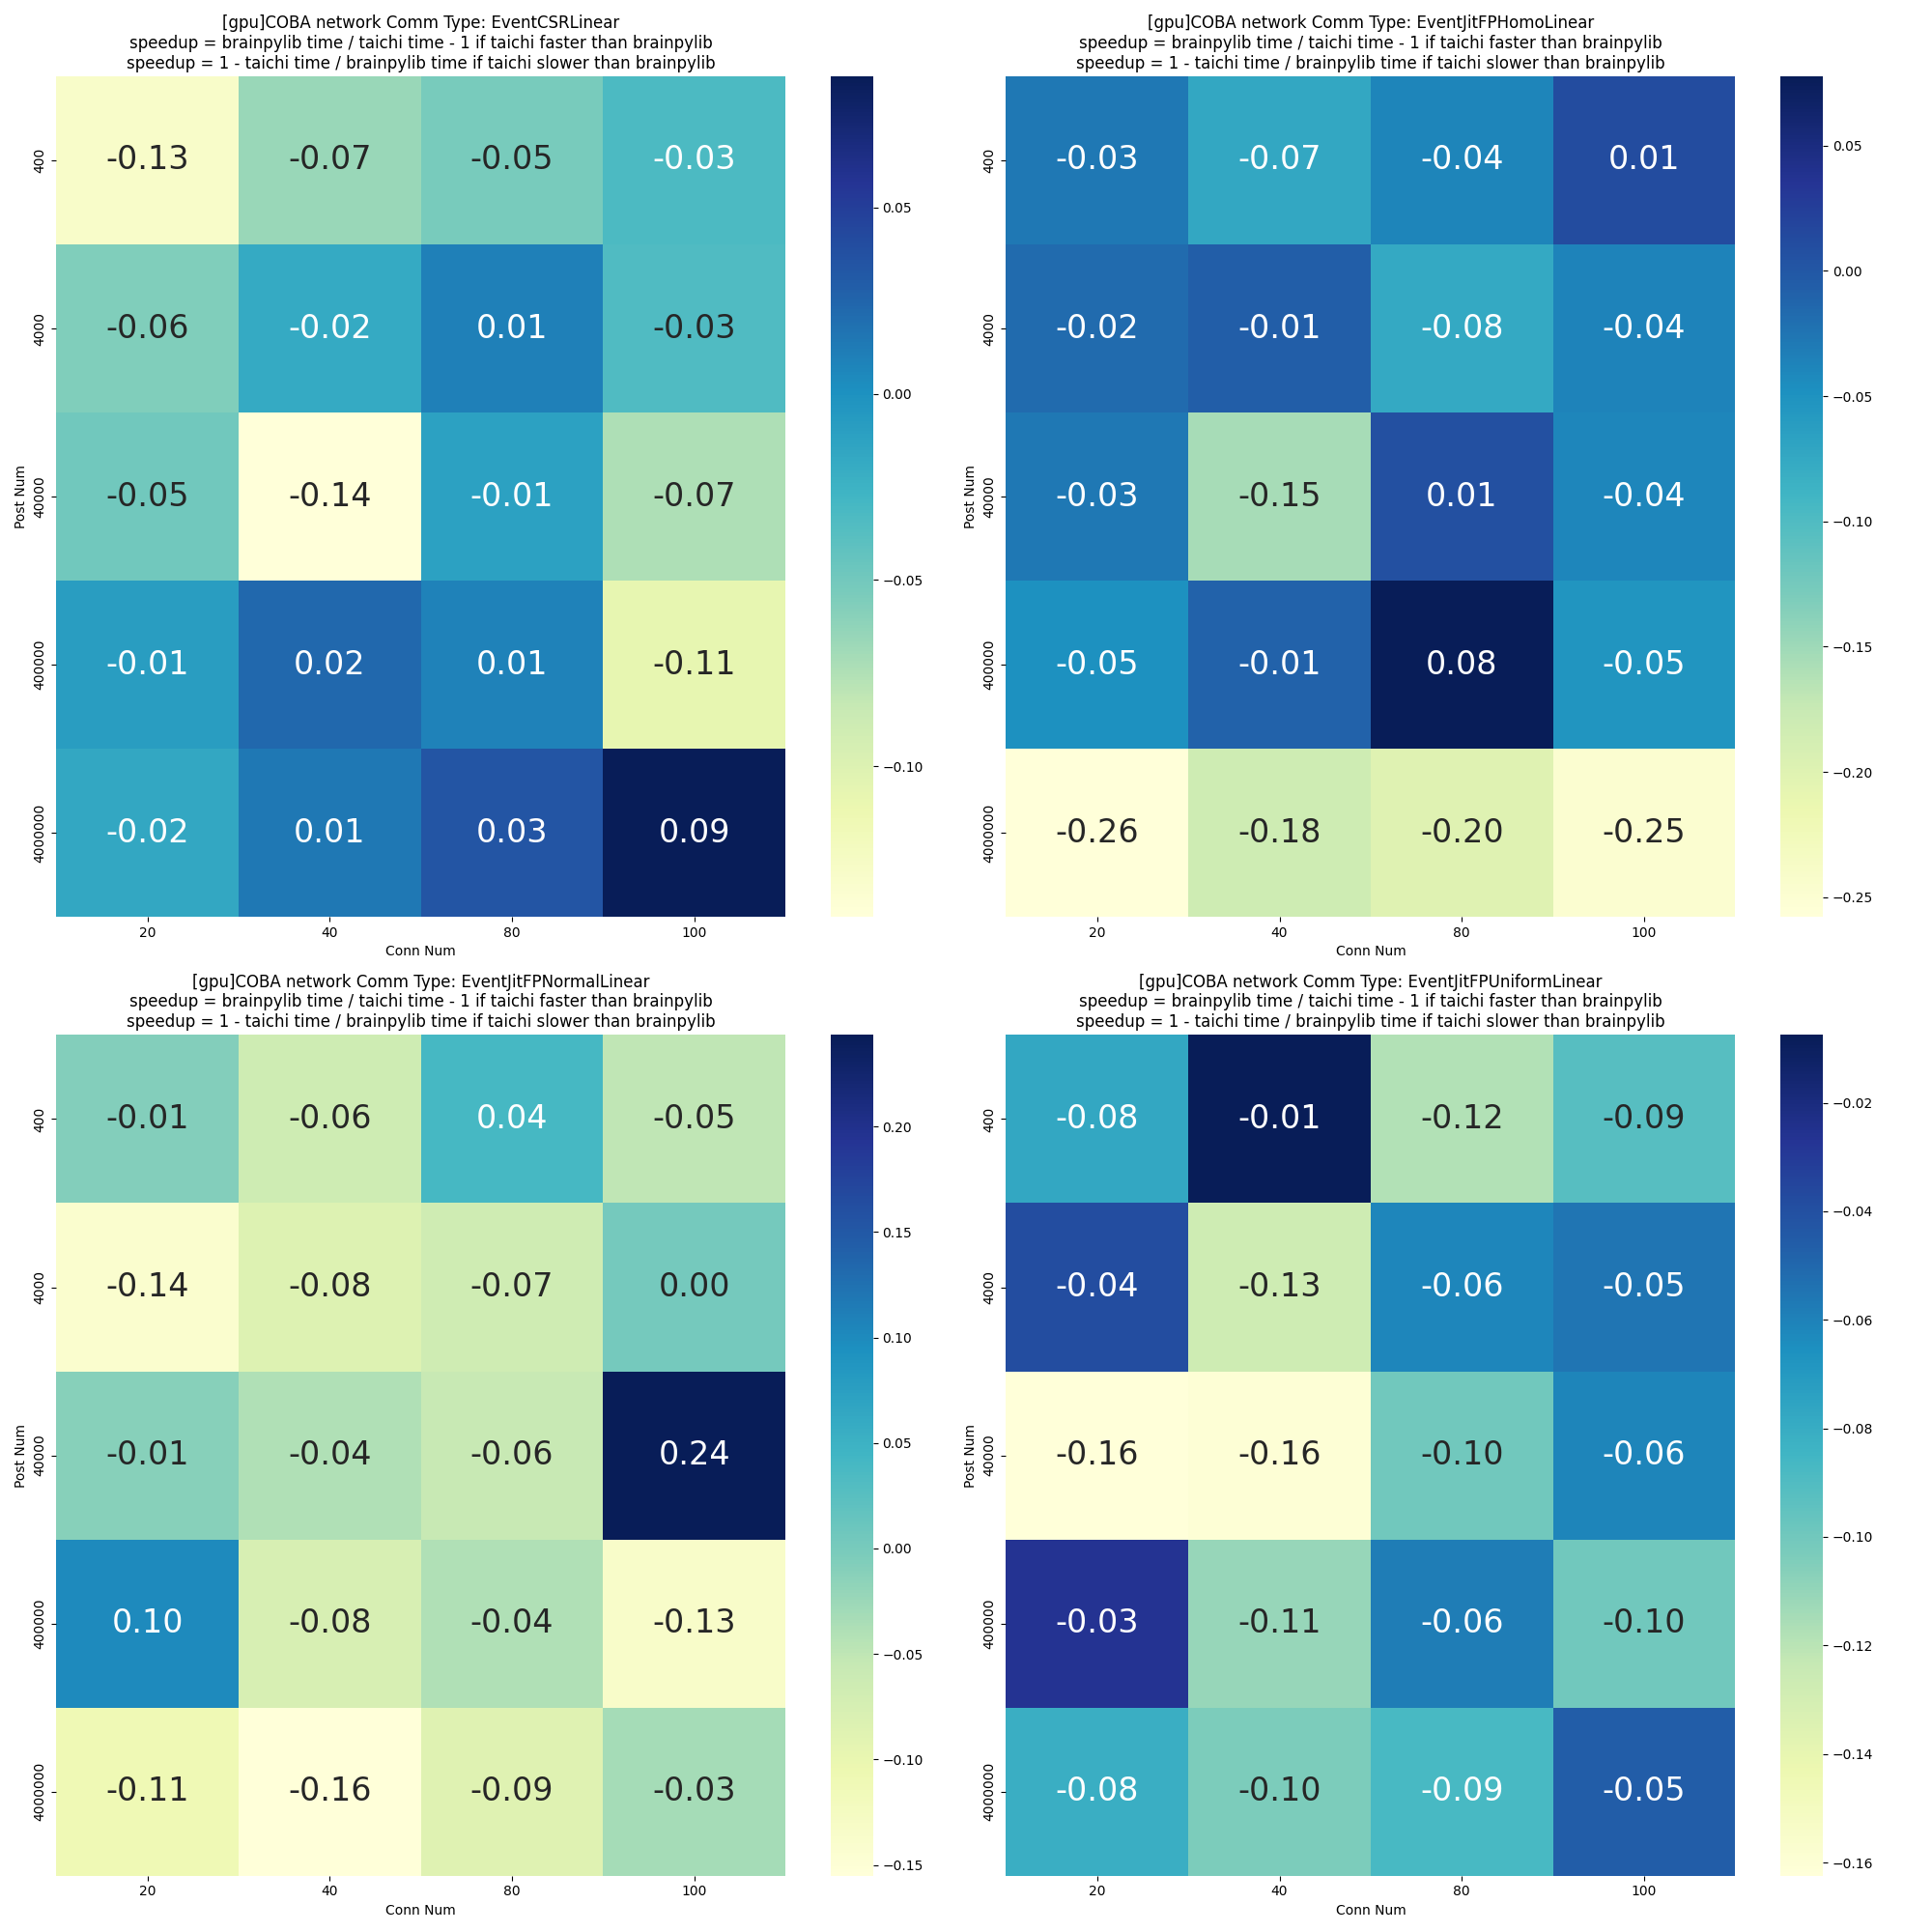 [gpu]COBA network Comm Type: EventCSRLinear
speedup = brainpylib time / taichi time - 1 if taichi faster than brainpylib
speedup = 1 - taichi time / brainpylib time if taichi slower than brainpylib
Post Num
400
-0.13 -0.07 -0.05 -0.03
4000
-0.06 -0.02 0.01 -0.03
40000
-0.05 -0.14 -0.01 -0.07
400000
-0.01 0.02 0.01 -0.11
4000000
-0.02 0.01 0.03 0.09
20 40 80 100
Conn Num
0.05
0.00
−0.05
−0.10
[gpu]COBA network Comm Type: EventJitFPHomoLinear
speedup = brainpylib time / taichi time - 1 if taichi faster than brainpylib
speedup = 1 - taichi time / brainpylib time if taichi slower than brainpylib
Post Num
400
-0.03 -0.07 -0.04 0.01
4000
-0.02 -0.01 -0.08 -0.04
40000
-0.03 -0.15 0.01 -0.04
400000
-0.05 -0.01 0.08 -0.05
4000000
-0.26 -0.18 -0.20 -0.25
20 40 80 100
Conn Num
0.05
0.00
−0.05
−0.10
−0.15
−0.20
−0.25
[gpu]COBA network Comm Type: EventJitFPNormalLinear
speedup = brainpylib time / taichi time - 1 if taichi faster than brainpylib
speedup = 1 - taichi time / brainpylib time if taichi slower than brainpylib
Post Num
400
-0.01 -0.06 0.04 -0.05
4000
-0.14 -0.08 -0.07 0.00
40000
-0.01 -0.04 -0.06 0.24
400000
0.10 -0.08 -0.04 -0.13
4000000
-0.11 -0.16 -0.09 -0.03
20 40 80 100
Conn Num
0.20
0.15
0.10
0.05
0.00
−0.05
−0.10
−0.15
[gpu]COBA network Comm Type: EventJitFPUniformLinear
speedup = brainpylib time / taichi time - 1 if taichi faster than brainpylib
speedup = 1 - taichi time / brainpylib time if taichi slower than brainpylib
Post Num
400
-0.08 -0.01 -0.12 -0.09
4000
-0.04 -0.13 -0.06 -0.05
40000
-0.16 -0.16 -0.10 -0.06
400000
-0.03 -0.11 -0.06 -0.10
4000000
-0.08 -0.10 -0.09 -0.05
20 40 80 100
Conn Num
−0.02
−0.04
−0.06
−0.08
−0.10
−0.12
−0.14
−0.16